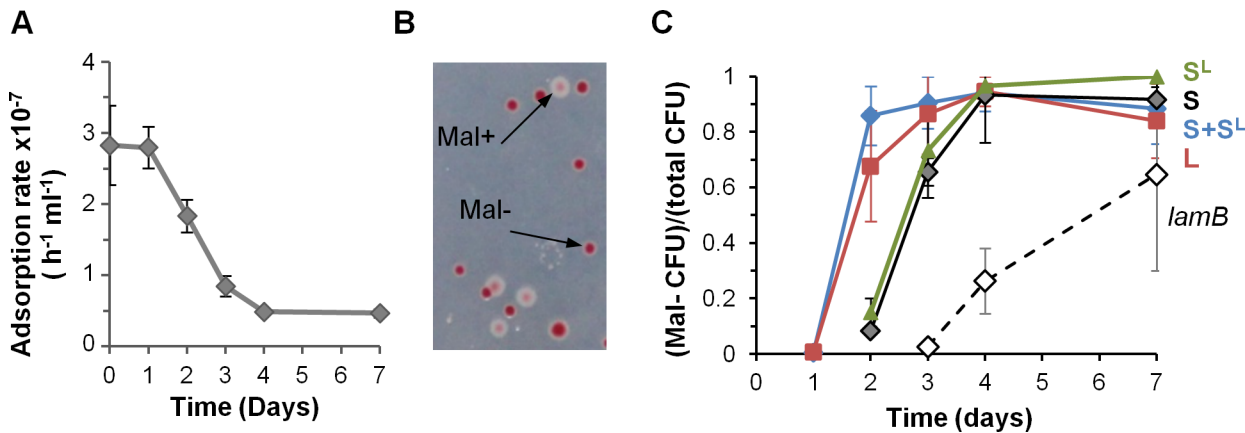 A
Adsorption rate x10-7
( h-1 ml-1)
4
3
2
1
0
0 1 2 3 4 5 6 7
Time (Days)
B
Mal+
Mal-
C
(Mal- CFU)/(total CFU)
1
0.8
0.6
0.4
0.2
0
0 1 2 3 4 5 6 7
Time (days)
SL
S
S+SL
L
lamB